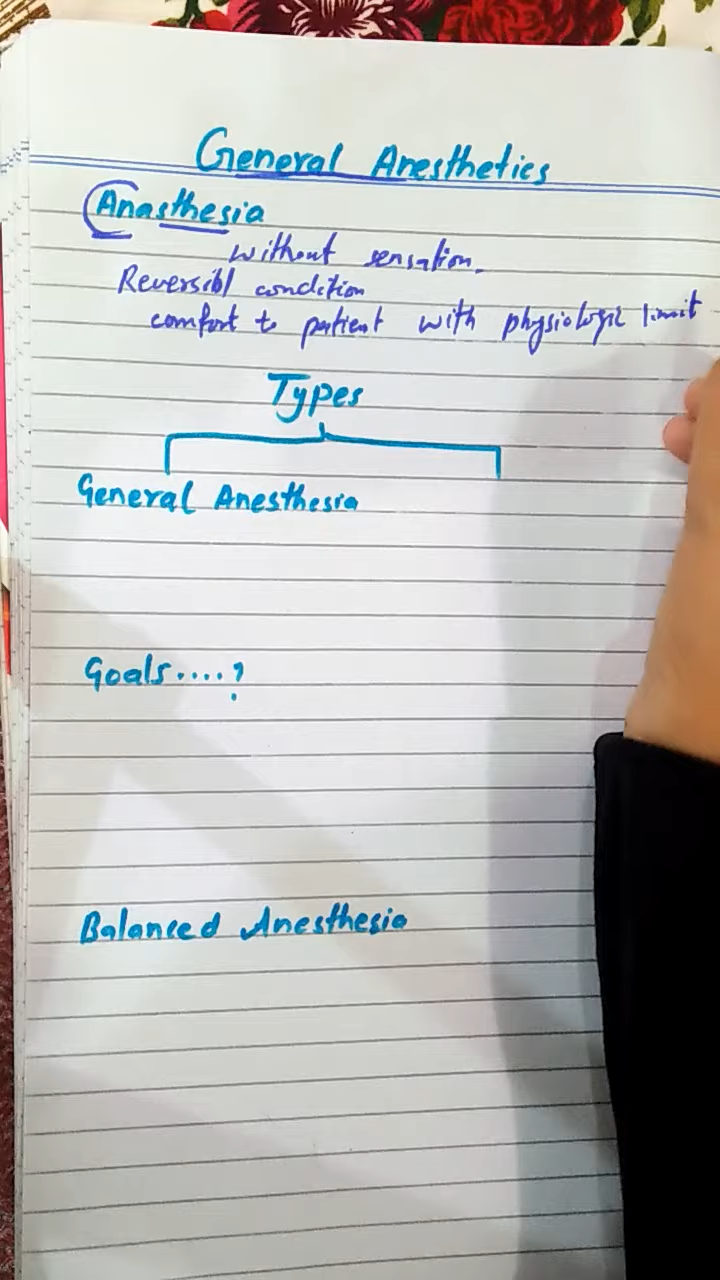 General Anesthetics
Anasthesia
without sensation.
Reversibl condition
comfort to patient with physiologic limit
Types
General Anesthesia
Goals....?
Balanced Anesthesia